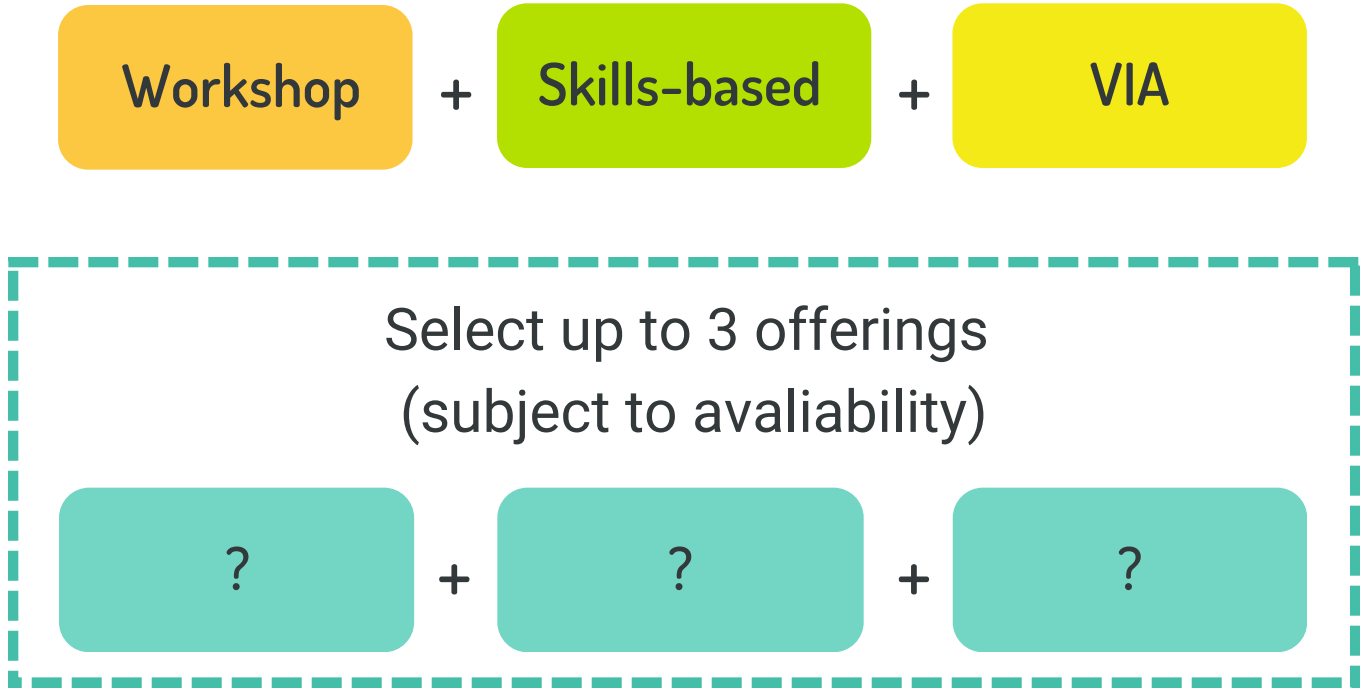 Workshop + Skills-based + VIA
Select up to 3 offerings
(subject to avaliability)
? + ? + ?